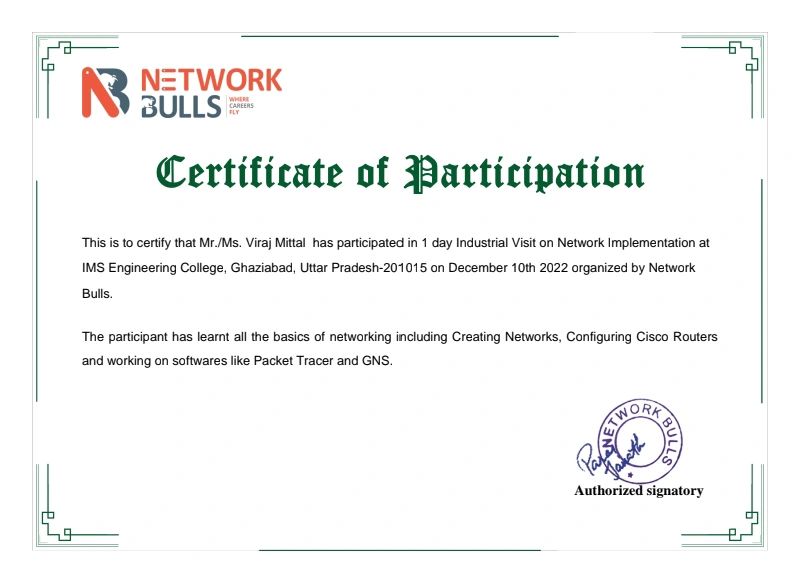 NETWORK
BULLS
WHERE
CAREERS
FLY
Certificate of Participation
This is to certify that Mr./Ms. Viraj Mittal has participated in 1 day Industrial Visit on Network Implementation at
IMS Engineering College, Ghaziabad, Uttar Pradesh-201015 on December 10th 2022 organized by Network
Bulls.
The participant has learnt all the basics of networking including Creating Networks, Configuring Cisco Routers
and working on softwares like Packet Tracer and GNS.
NETWORK BULLS
Authorized signatory